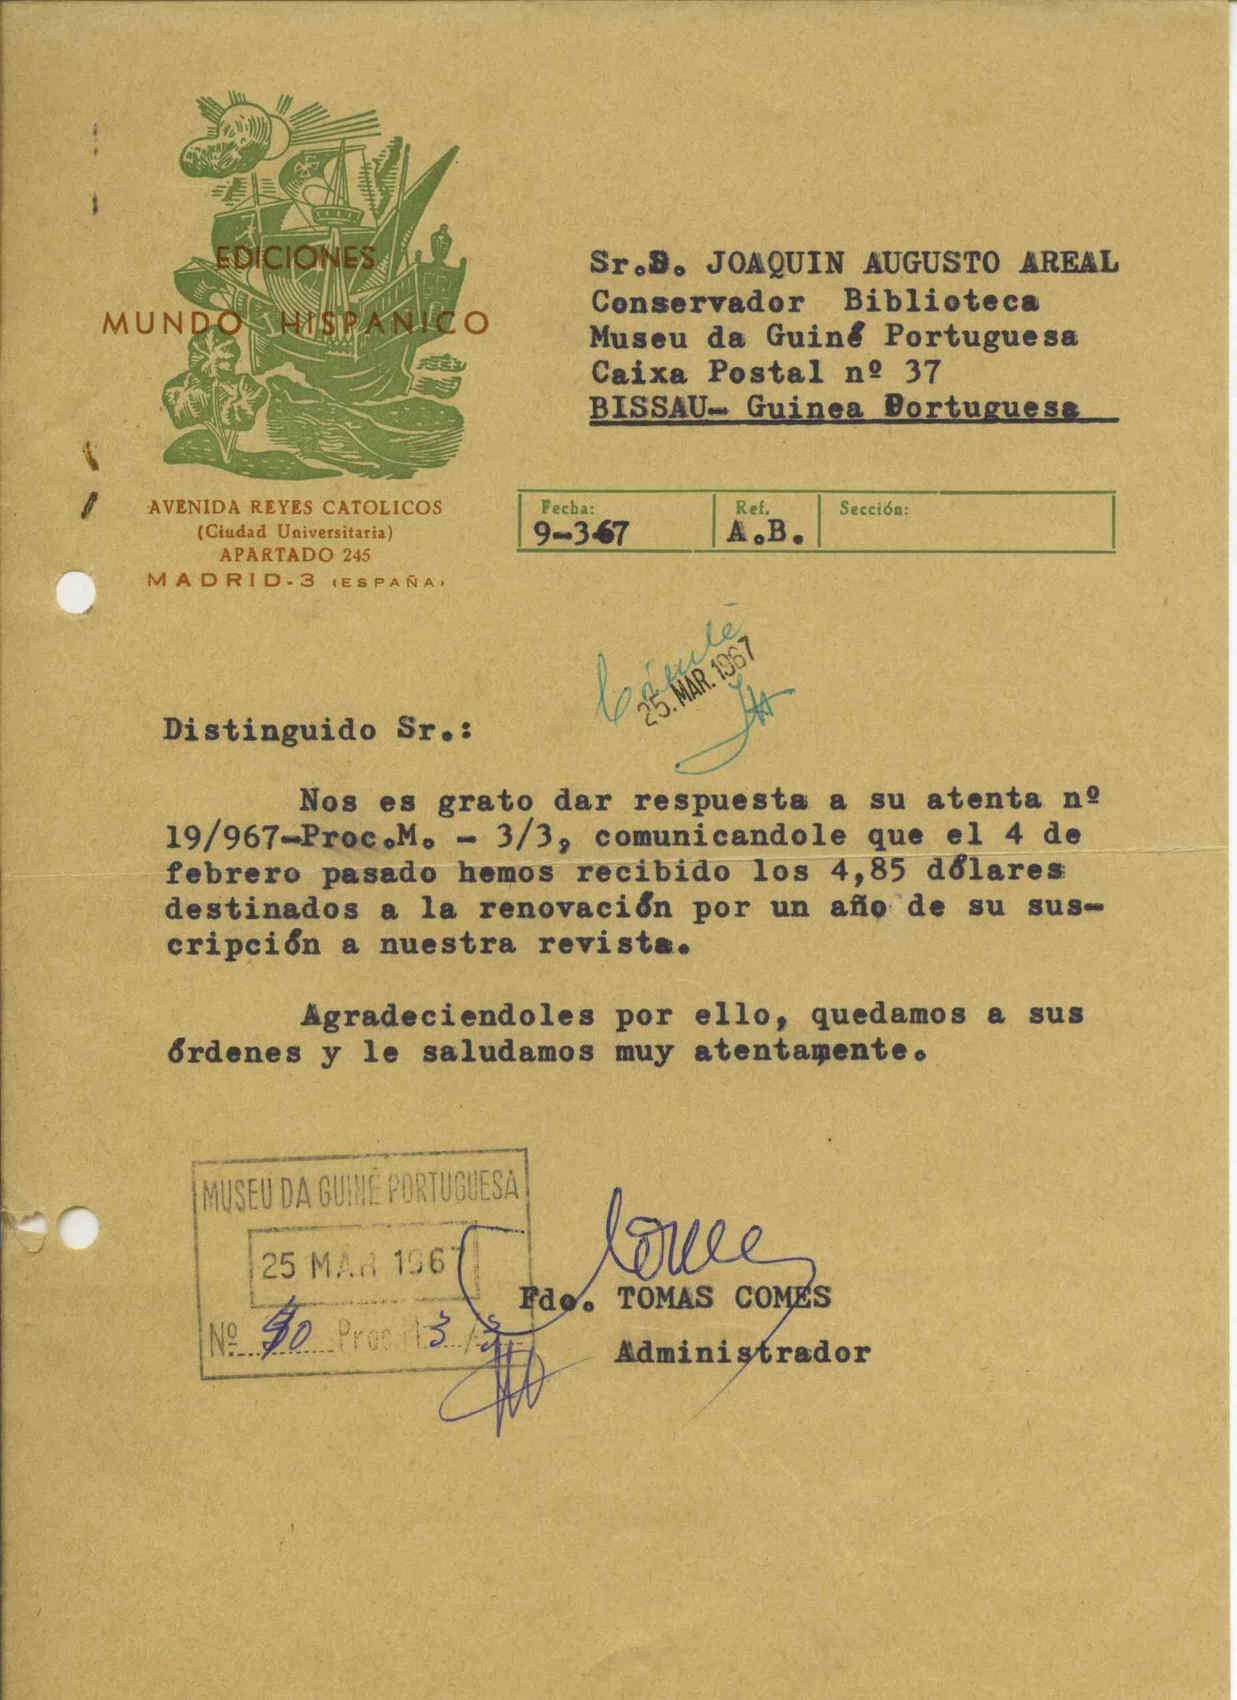 EDICIONES
MUNDO HISPANICO
AVENIDA REYES CATOLICOS
(Ciudad Universitaria)
APARTADO 245
MADRID-3 (ESPAÑA)
Sr.D. JOAQUIN AUGUSTO AREAL
Conservador Biblioteca
Museu da Guiné Portuguesa
Caixa Postal nº 37
BISSAU- Guinea Portuguesa
Fecha: Ref. Sección:
9-3-67 A.B.
25. MAR. 1967
Distinguido Sr.:
Nos es grato dar respuesta a su atenta nº
19/967-Proc.M. - 3/3, comunicandole que el 4 de
febrero pasado hemos recibido los 4,85 dólares
destinados a la renovación por un año de su sus-
cripción a nuestra revista.
Agradeciendoles por ello, quedamos a sus
órdenes y le saludamos muy atentamente.
MUSEU DA GUINÉ PORTUGUESA
25 MAR 1967
Nº Proc. 3/3
Fdo. TOMAS COMES
Administrador